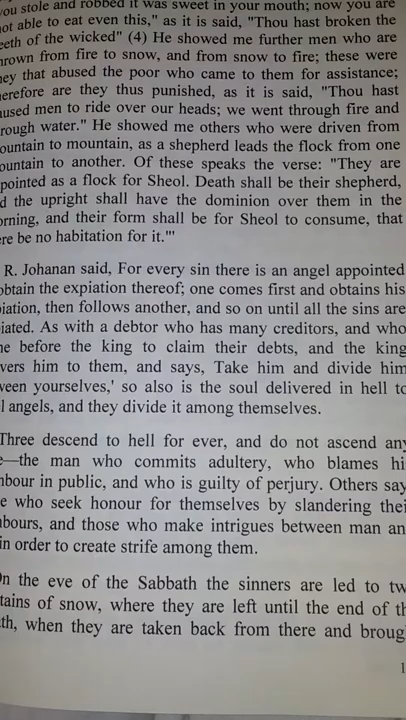 you stole and robbed it was sweet in your mouth; now you are
not able to eat even this," as it is said, "Thou hast broken the
eeth of the wicked" (4) He showed me further men who are
hrown from fire to snow, and from snow to fire; these were
hey that abused the poor who came to them for assistance;
erefore are they thus punished, as it is said, "Thou hast
aused men to ride over our heads; we went through fire and
rough water." He showed me others who were driven from
ountain to mountain, as a shepherd leads the flock from one
ountain to another. Of these speaks the verse: "They are
pointed as a flock for Sheol. Death shall be their shepherd,
d the upright shall have the dominion over them in the
orning, and their form shall be for Sheol to consume, that
ere be no habitation for it."'
R. Johanan said, For every sin there is an angel appointed
obtain the expiation thereof; one comes first and obtains his
iation, then follows another, and so on until all the sins are
iated. As with a debtor who has many creditors, and who
ne before the king to claim their debts, and the king
vers him to them, and says, Take him and divide him
ween yourselves,' so also is the soul delivered in hell to
l angels, and they divide it among themselves.
Three descend to hell for ever, and do not ascend any
e—the man who commits adultery, who blames hi
hbour in public, and who is guilty of perjury. Others say
e who seek honour for themselves by slandering thei
hbours, and those who make intrigues between man an
in order to create strife among them.
On the eve of the Sabbath the sinners are led to tw
tains of snow, where they are left until the end of th
th, when they are taken back from there and broug
1